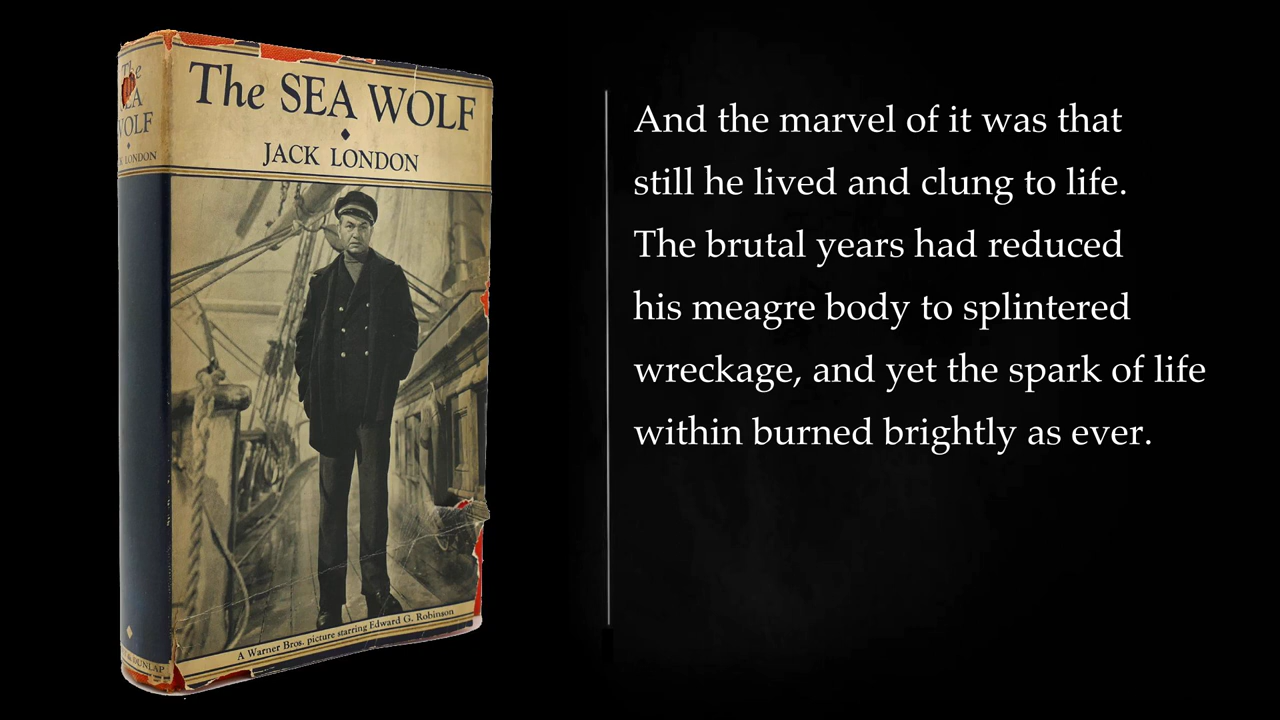 The SEA WOLF
JACK LONDON
The
WOLF
LONDON
A Warner Bros. picture starring Edward G. Robinson
DUNLAP
And the marvel of it was that
still he lived and clung to life.
The brutal years had reduced
his meagre body to splintered
wreckage, and yet the spark of life
within burned brightly as ever.